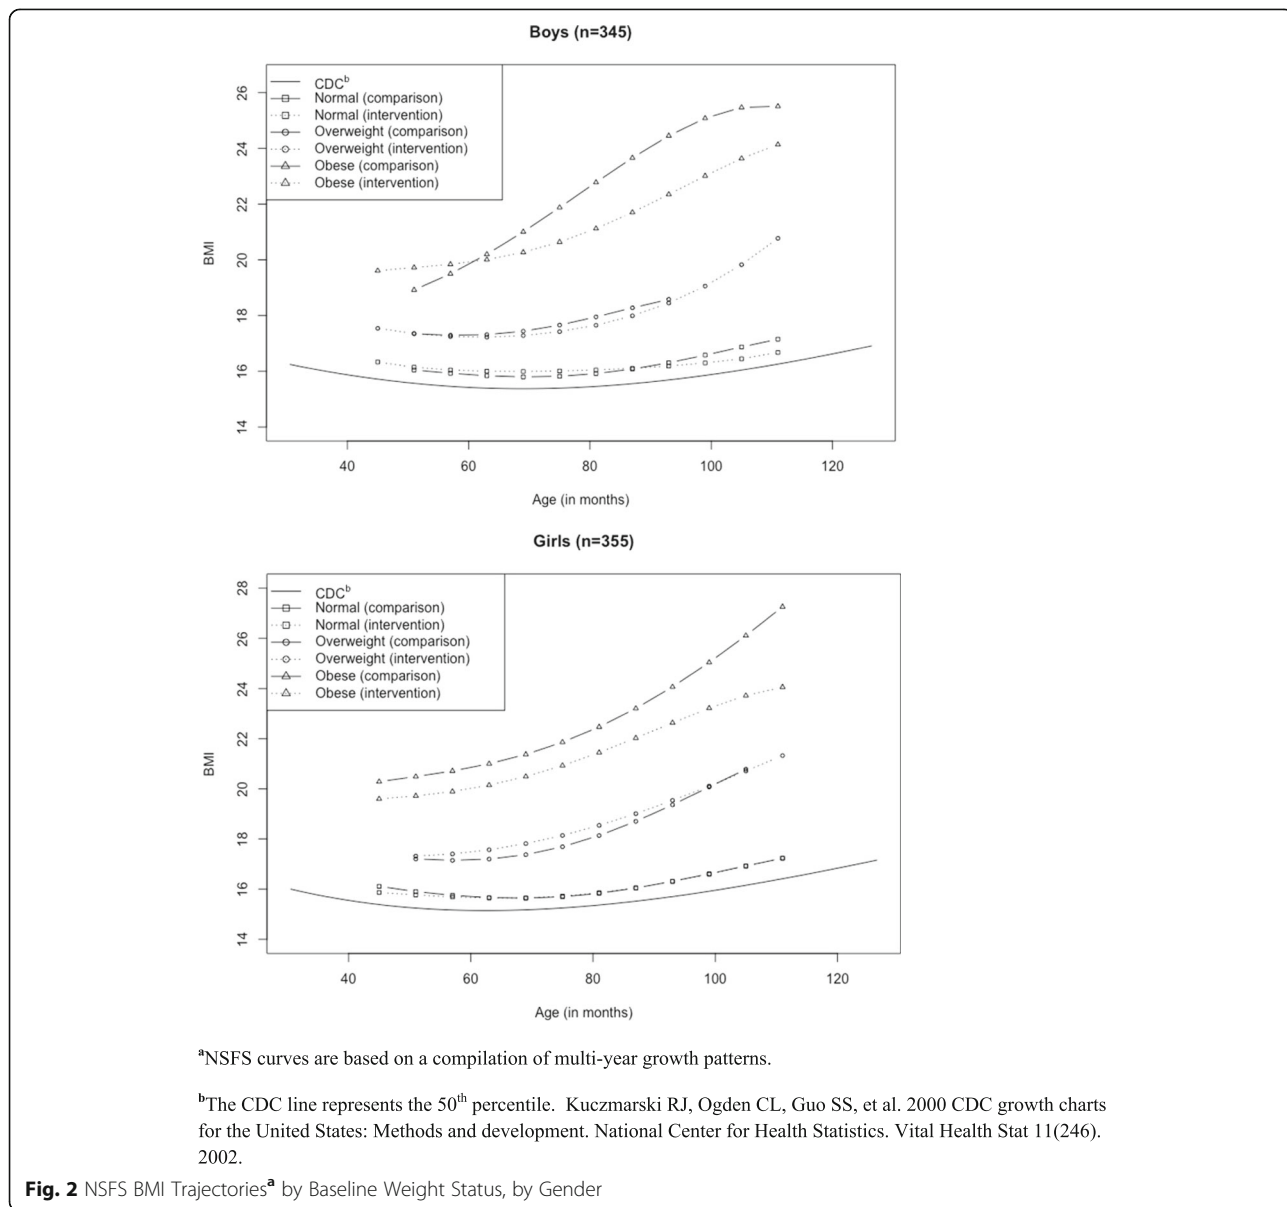 Boys (n=345)
CDCb
Normal (comparison)
Normal (intervention)
Overweight (comparison)
Overweight (intervention)
Obese (comparison)
Obese (intervention)
26
24
22
20
18
16
14
BMI
40 60 80 100 120
Age (in months)
Girls (n=355)
CDCb
Normal (comparison)
Normal (intervention)
Overweight (comparison)
Overweight (intervention)
Obese (comparison)
Obese (intervention)
28
26
24
22
20
18
16
14
BMI
40 60 80 100 120
Age (in months)
aNSFS curves are based on a compilation of multi-year growth patterns.
bThe CDC line represents the 50th percentile. Kuczmarski RJ, Ogden CL, Guo SS, et al. 2000 CDC growth charts
for the United States: Methods and development. National Center for Health Statistics. Vital Health Stat 11(246).
2002.
Fig. 2 NSFS BMI Trajectoriesa by Baseline Weight Status, by Gender